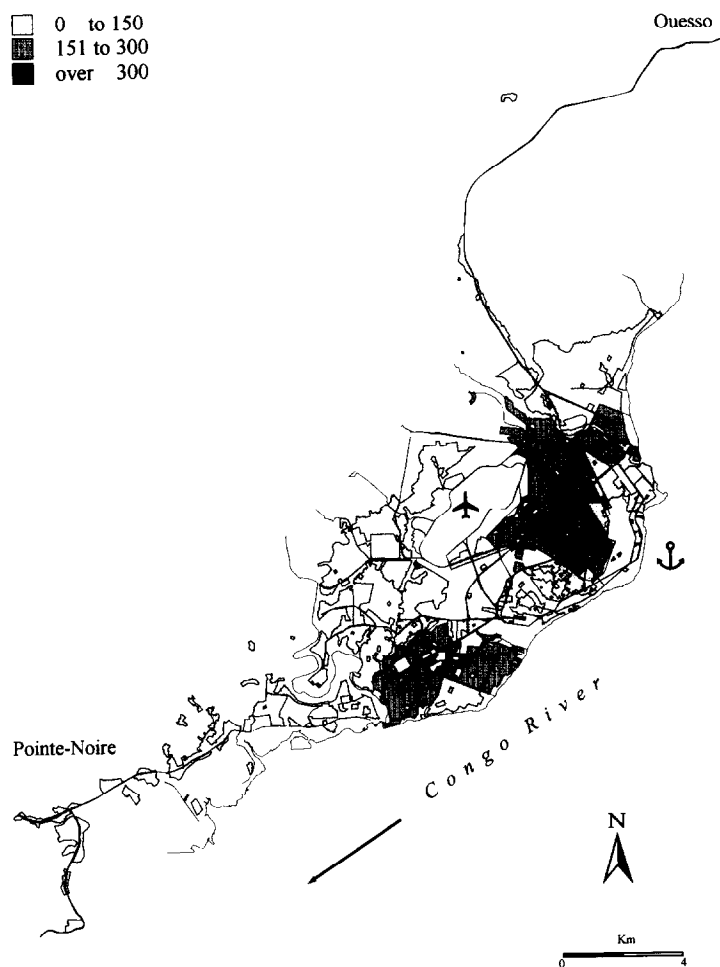 0 to 150
151 to 300
over 300
Ouesso
Pointe-Noire
Congo River
N
Km
0 4